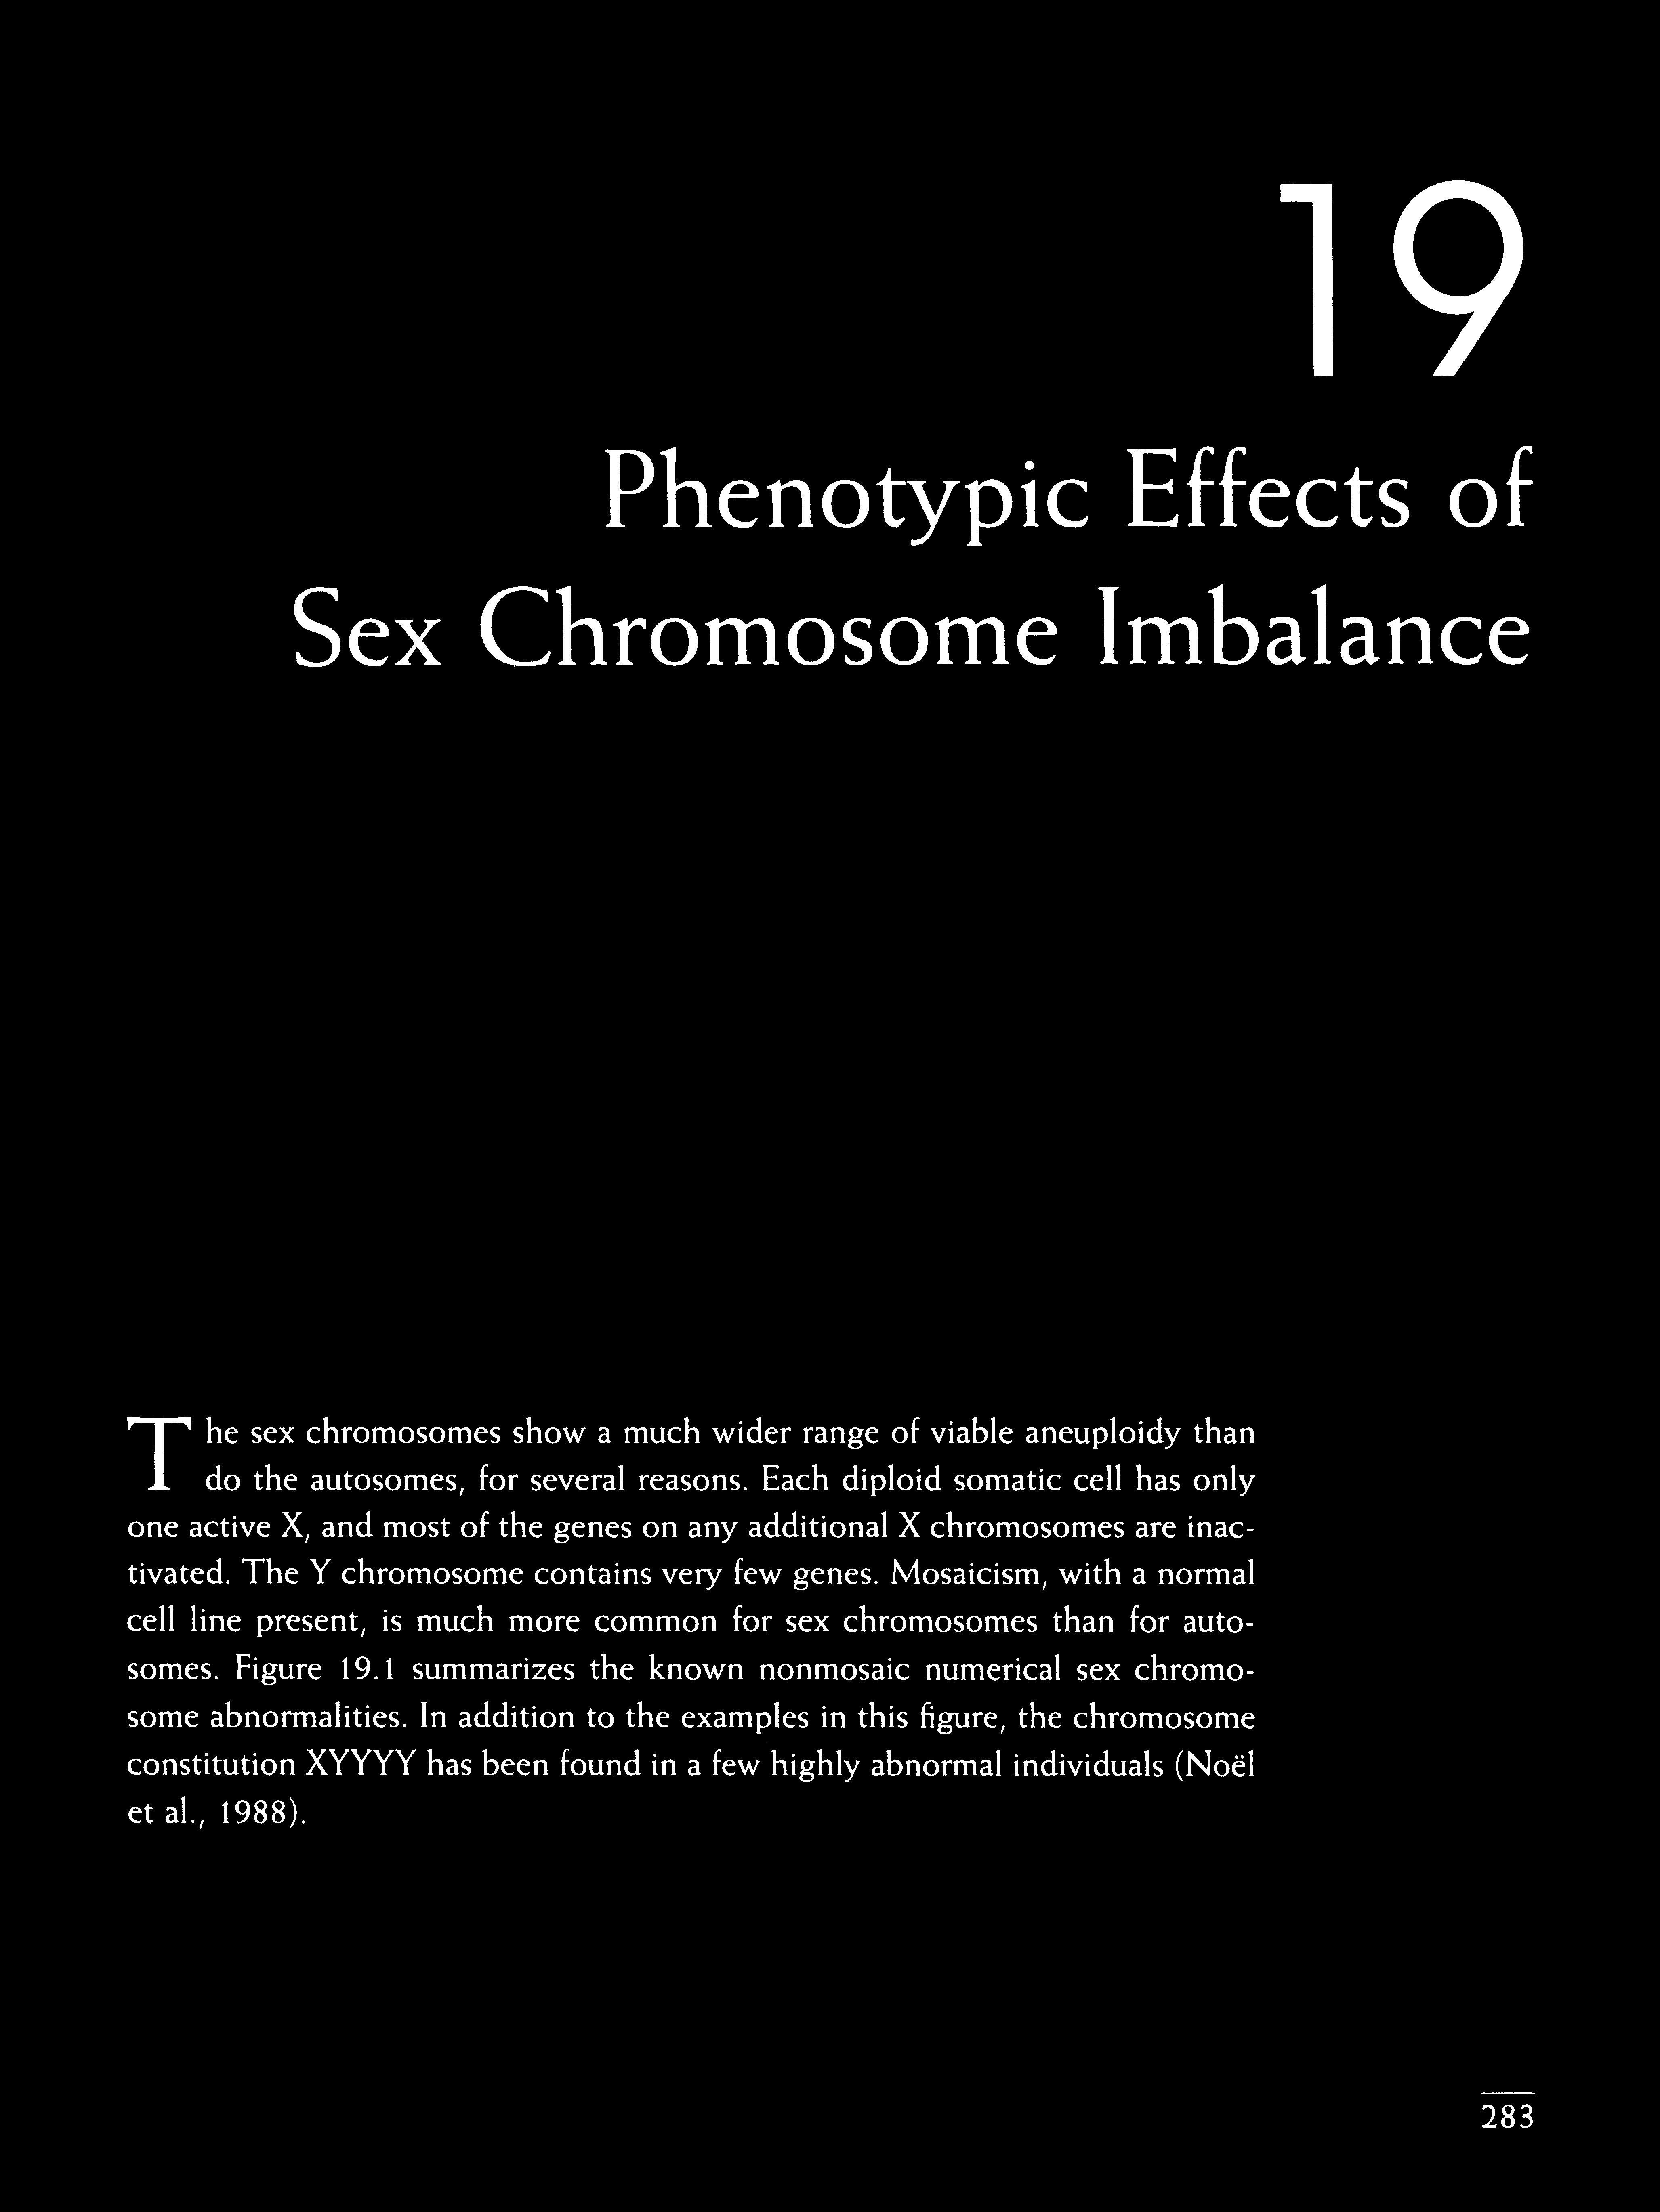 19
Phenotypic Effects of
Sex Chromosome Imbalance
The sex chromosomes show a much wider range of viable aneuploidy than
do the autosomes, for several reasons. Each diploid somatic cell has only
one active X, and most of the genes on any additional X chromosomes are inac-
tivated. The Y chromosome contains very few genes. Mosaicism, with a normal
cell line present, is much more common for sex chromosomes than for auto-
somes. Figure 19.1 summarizes the known nonmosaic numerical sex chromo-
some abnormalities. In addition to the examples in this figure, the chromosome
constitution XYYYY has been found in a few highly abnormal individuals (Noël
et al., 1988).
283